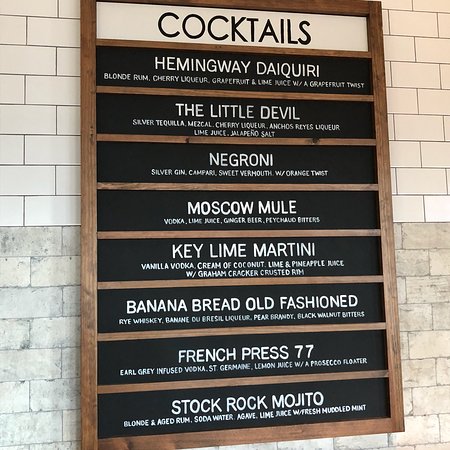 COCKTAILS
HEMINGWAY DAIQUIRI
BLONDE RUM, CHERRY LIQUEUR, GRAPEFRUIT & LIME JUICE W/ A GRAPEFRUIT TWIST
THE LITTLE DEVIL
SILVER TEQUILA, MEZCAL, CHERRY LIQUEUR, ANCHOS REYES LIQUEUR
LIME JUICE, JALAPEÑO SALT
NEGRONI
SILVER GIN, CAMPARI, SWEET VERMOUTH, W/ ORANGE TWIST
MOSCOW MULE
VODKA, LIME JUICE, GINGER BEER, PEYCHAUD BITTERS
KEY LIME MARTINI
VANILLA VODKA, CREAM OF COCONUT, LIME & PINEAPPLE JUICE
W/ GRAHAM CRACKER CRUSTED RIM
BANANA BREAD OLD FASHIONED
RYE WHISKEY, BANANE DU BRESIL LIQUEUR, PEAR BRANDY, BLACK WALNUT BITTERS
FRENCH PRESS 77
EARL GREY INFUSED VODKA, ST GERMAINE, LEMON JUICE W/ A PROSECCO FLOATER
STOCK ROCK MOJITO
BLONDE & AGED RUM, SODA WATER, AGAVE, LIME JUICE W/FRESH MUDDLED MINT